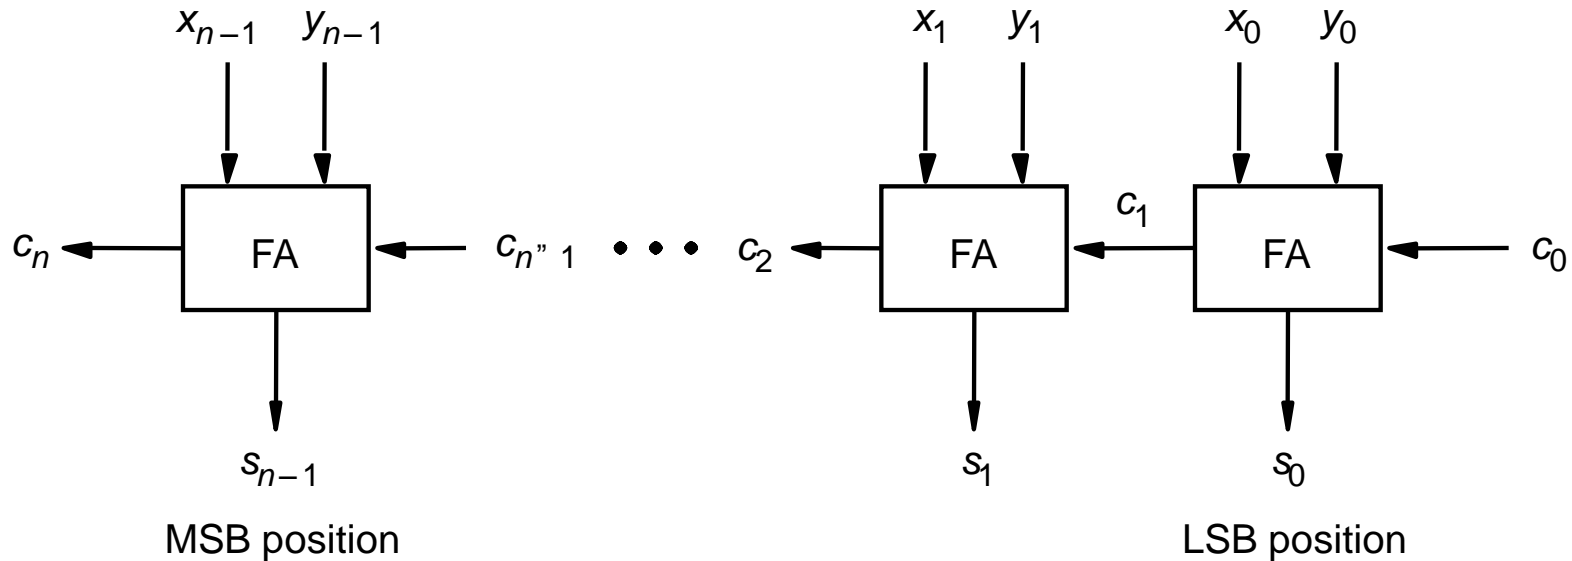 xn−1 yn−1 x1 y1 x0 y0
c1
cn FA cn” 1 • • • c2 FA FA c0
sn−1 s1 s0
MSB position LSB position